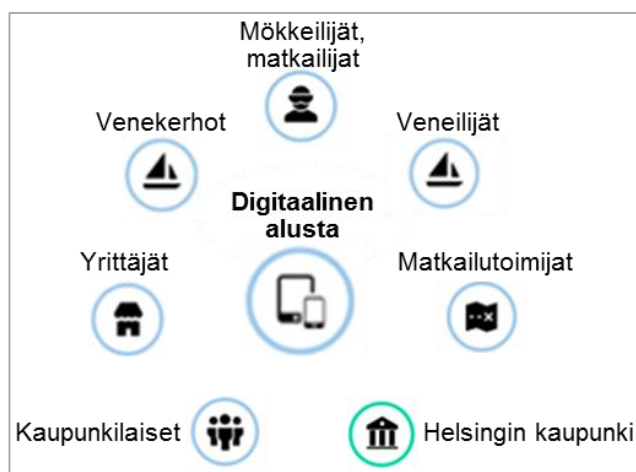 Mökkeilijät,
matkailijat
Venekerhot
Veneilijät
Digitaalinen
alusta
Yrittäjät
Matkailutoimijat
Kaupunkilaiset
Helsingin kaupunki